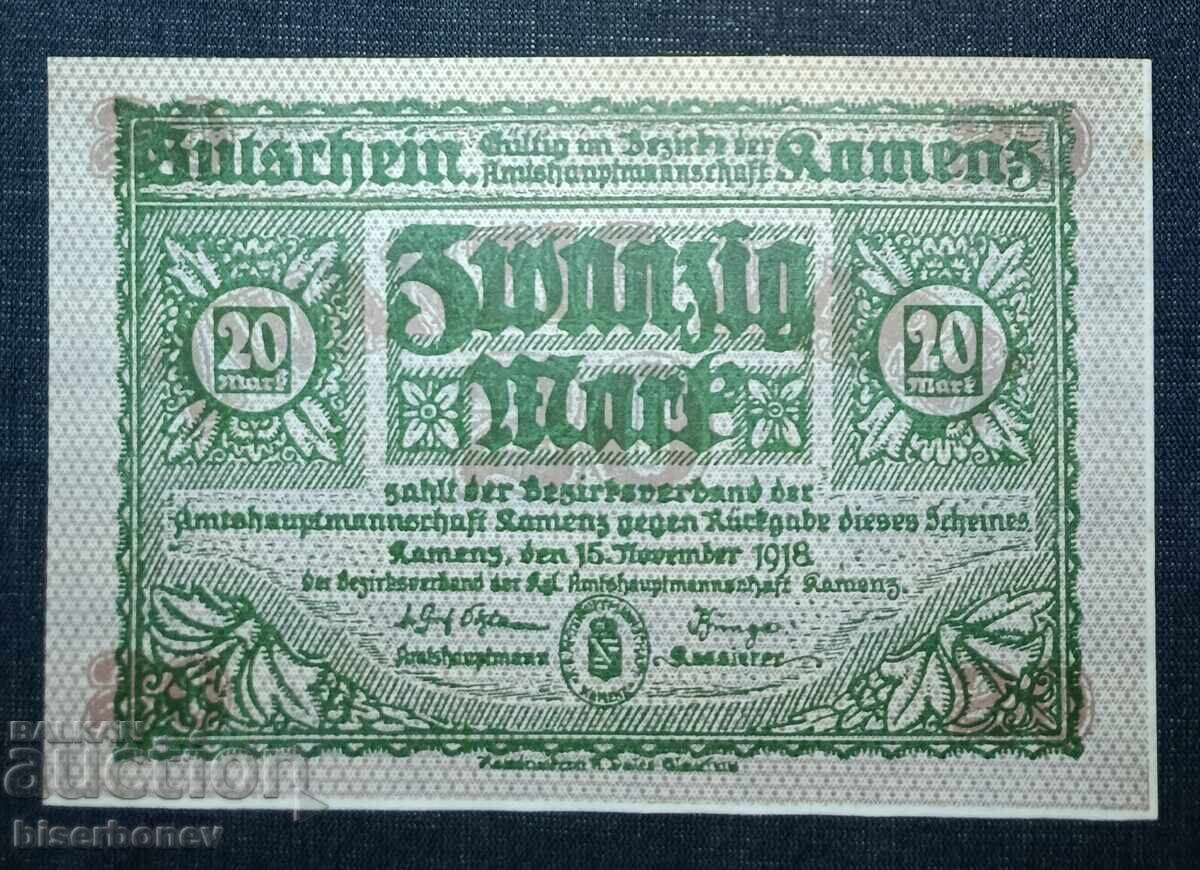 Gutschein. Gültig im Bezirke der Amtshauptmannschaft Kamenz
Zwanzig
Mark
20 Mark
20 Mark
zahlt der Bezirksverband der
Amtshauptmannschaft Kamenz gegen Rückgabe dieses Scheines.
Kamenz, den 15. November 1918
Der Bezirksverband der Kgl. Amtshauptmannschaft Kamenz.
Amtshauptmann
Kassierer
Kamenz
BALKAN
auction
biserbonev